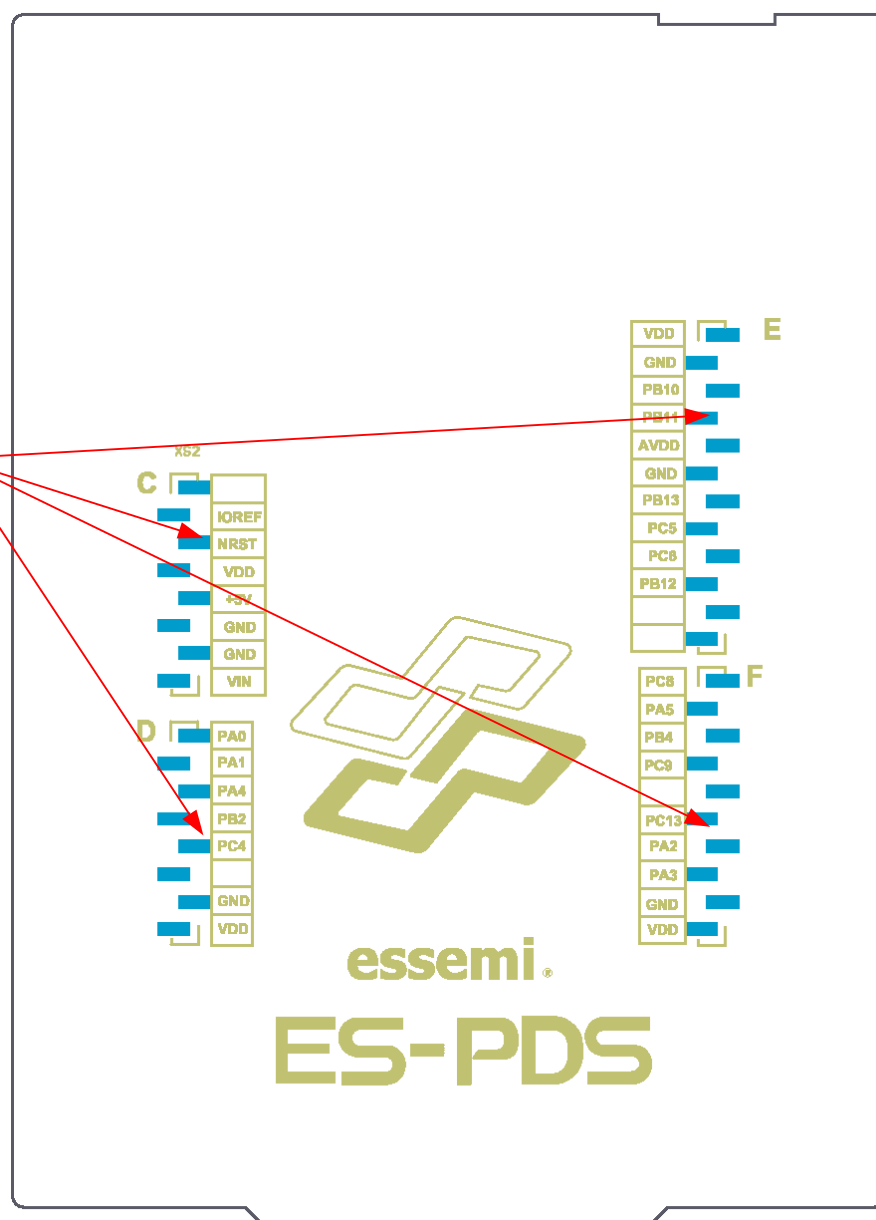 E
VDD
GND
PB10
PB11
AVDD
GND
PB13
PC5
PC6
PB12
XS2
C
IOREF
NRST
VDD
+5V
GND
GND
VIN
F
PC8
PA5
PB4
PC9
PC13
PA2
PA3
GND
VDD
D
PA0
PA1
PA4
PB2
PC4
GND
VDD
essemi®
ES-PDS